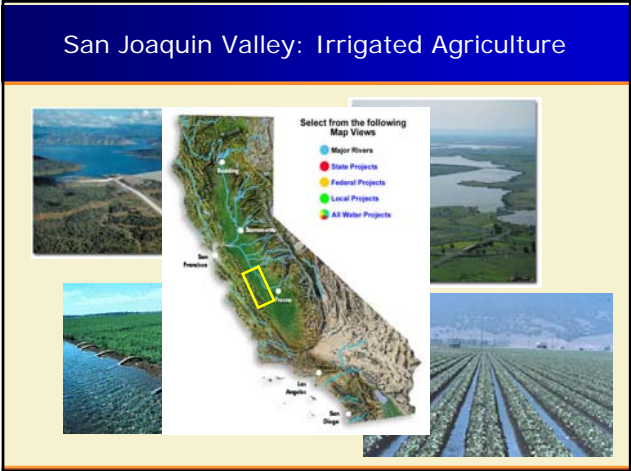 San Joaquin Valley: Irrigated Agriculture
Select from the following
Map Views
Major Rivers
State Projects
Federal Projects
Local Projects
All Water Projects
Redding
Sacramento
San
Francisco
Fresno
Los
Angeles
San
Diego